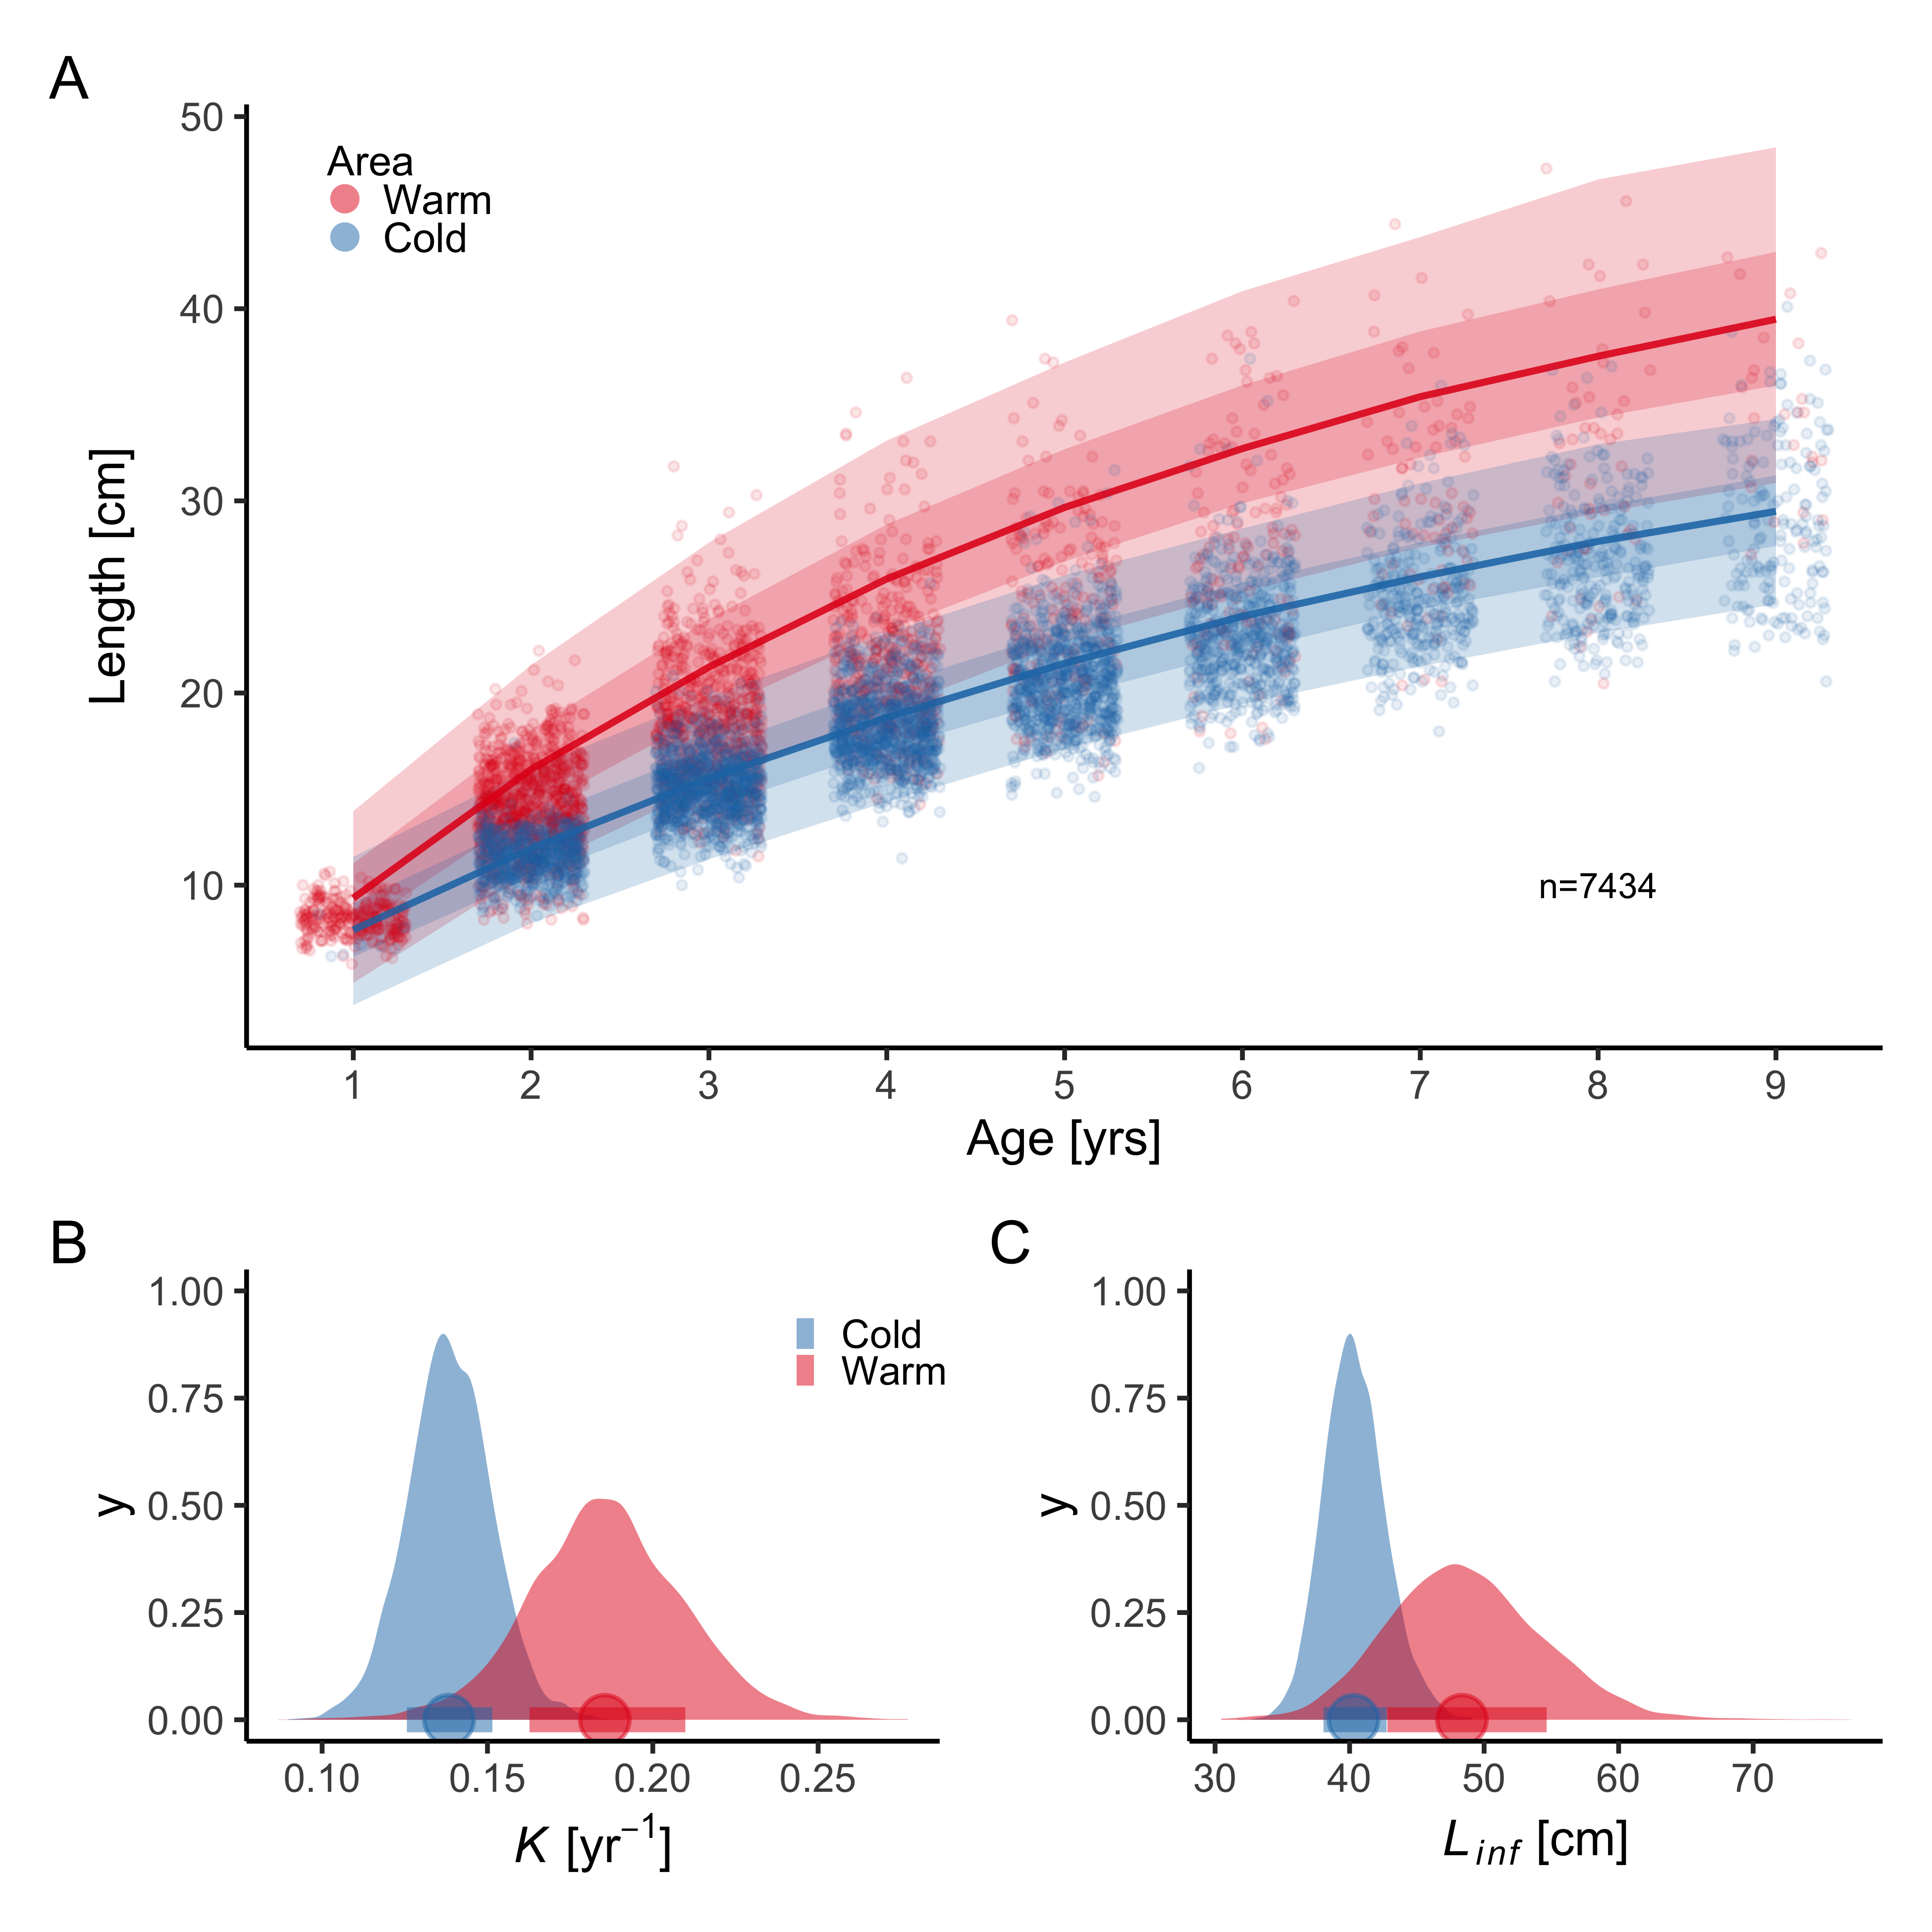 A
50
40
30
20
10
Length [cm]
Area
Warm
Cold
n=7434
1 2 3 4 5 6 7 8 9
Age [yrs]
B
1.00
0.75
0.50
0.25
0.00
y
Cold
Warm
0.10 0.15 0.20 0.25
K [yr⁻¹]
C
1.00
0.75
0.50
0.25
0.00
y
30 40 50 60 70
L inf [cm]